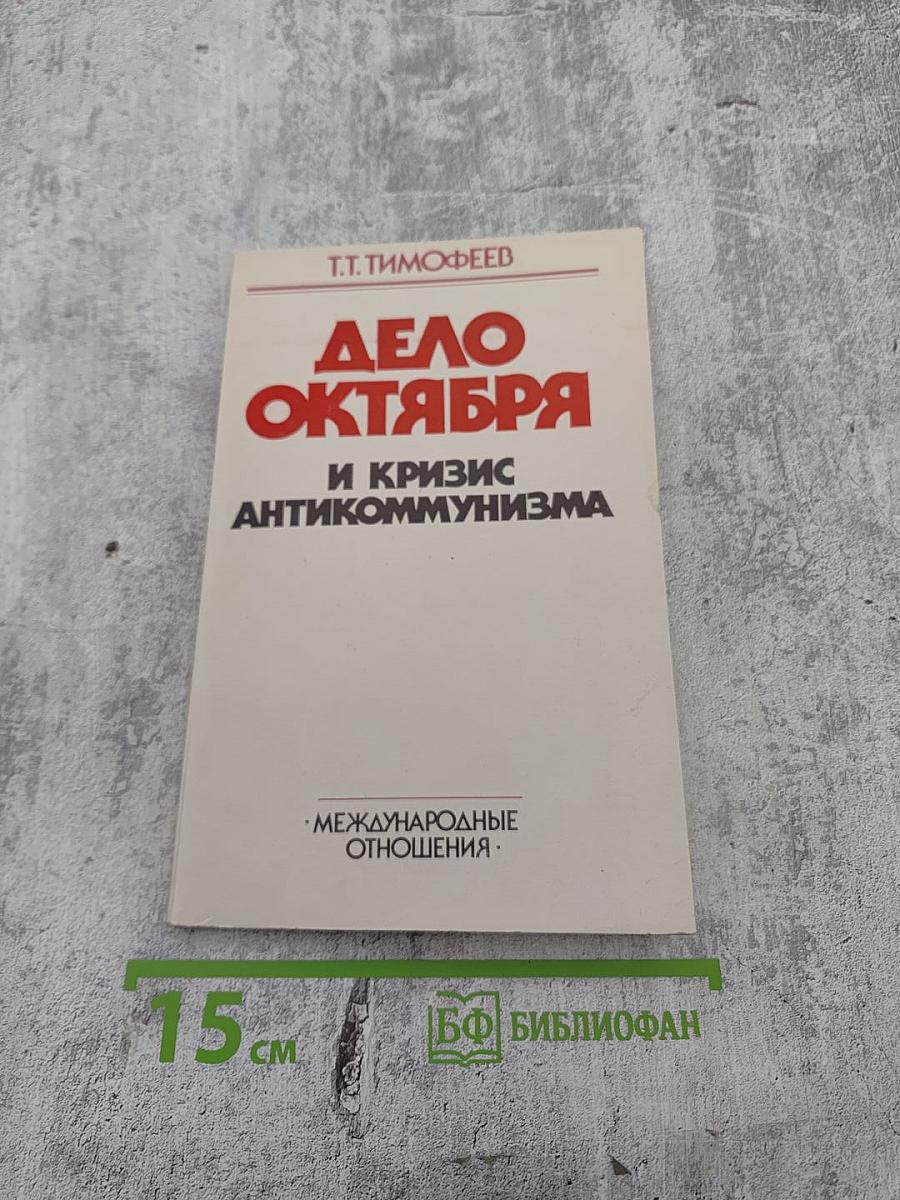 Т.Т. ТИМОФЕЕВ
ДЕЛО
ОКТЯБРЯ
И КРИЗИС
АНТИКОММУНИЗМА
·МЕЖДУНАРОДНЫЕ
ОТНОШЕНИЯ·
15 см
БФ БИБЛИОФАН